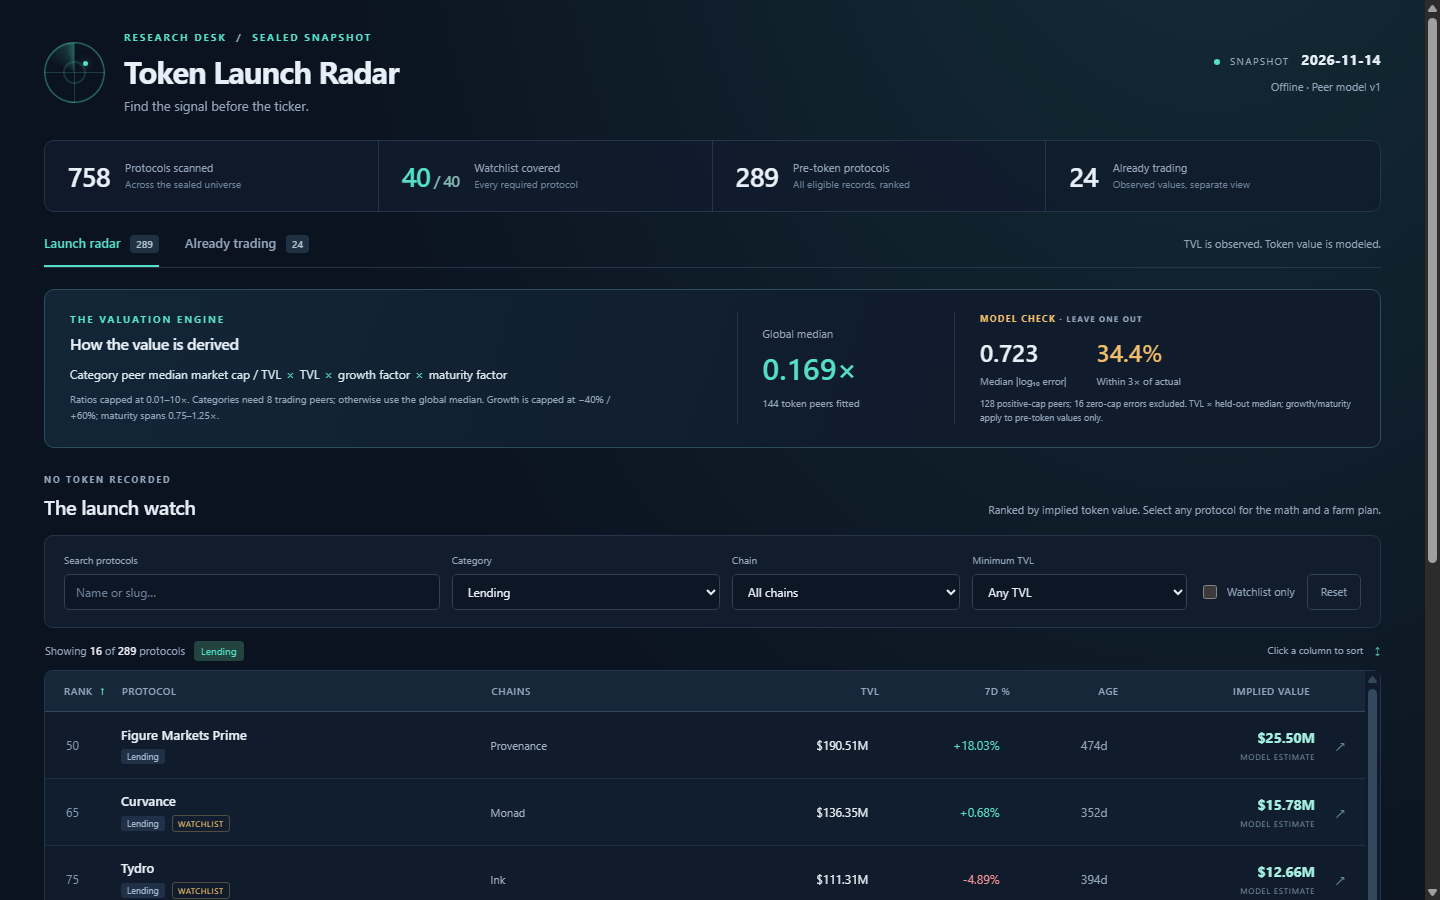 RESEARCH DESK / SEALED SNAPSHOT
Token Launch Radar
Find the signal before the ticker.
SNAPSHOT 2026-11-14
Offline · Peer model v1
758 Protocols scanned
Across the sealed universe
40 / 40 Watchlist covered
Every required protocol
289 Pre-token protocols
All eligible records, ranked
24 Already trading
Observed values, separate view
Launch radar 289 Already trading 24
TVL is observed. Token value is modeled.
THE VALUATION ENGINE
How the value is derived
Category peer median market cap / TVL × TVL × growth factor × maturity factor
Ratios capped at 0.01–10×. Categories need 8 trading peers; otherwise use the global median. Growth is capped at −40% /
+60%; maturity spans 0.75–1.25×.
Global median
0.169×
144 token peers fitted
MODEL CHECK · LEAVE ONE OUT
0.723 34.4%
Median |log₁₀ error| Within 3× of actual
128 positive-cap peers; 16 zero-cap errors excluded. TVL × held-out median; growth/maturity
apply to pre-token values only.
NO TOKEN RECORDED
The launch watch
Ranked by implied token value. Select any protocol for the math and a farm plan.
Search protocols Category Chain Minimum TVL
Name or slug... Lending All chains Any TVL Watchlist only Reset
Showing 16 of 289 protocols Lending
Click a column to sort ↕
RANK ↑ PROTOCOL CHAINS TVL 7D % AGE IMPLIED VALUE
50 Figure Markets Prime Provenance $190.51M +18.03% 474d $25.50M ↗
Lending MODEL ESTIMATE
65 Curvance Monad $136.35M +0.68% 352d $15.78M ↗
Lending WATCHLIST MODEL ESTIMATE
75 Tydro Ink $111.31M -4.89% 394d $12.66M ↗
Lending WATCHLIST MODEL ESTIMATE